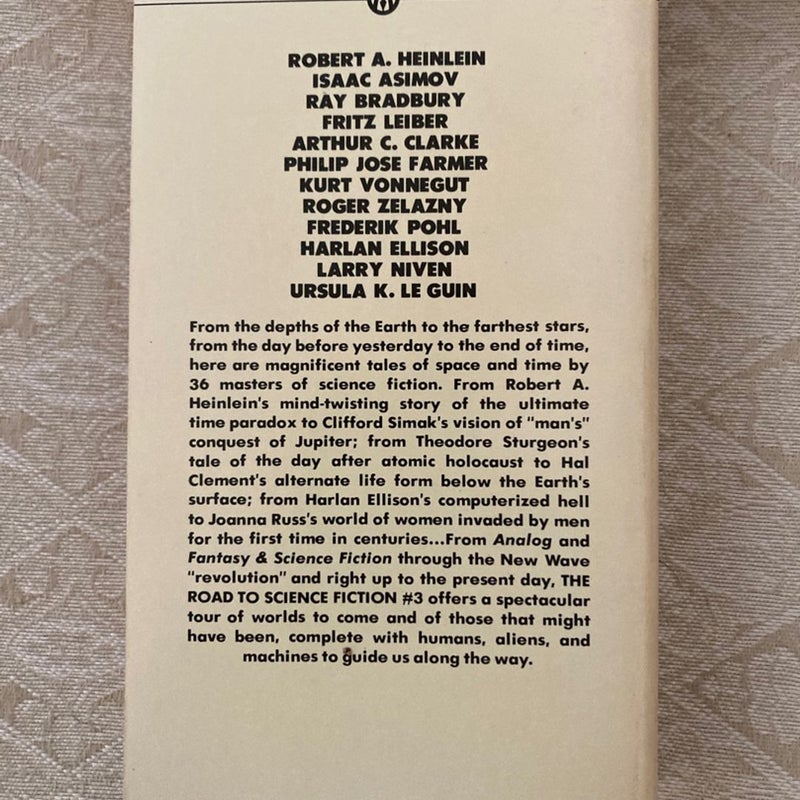 ROBERT A. HEINLEIN
ISAAC ASIMOV
RAY BRADBURY
FRITZ LEIBER
ARTHUR C. CLARKE
PHILIP JOSE FARMER
KURT VONNEGUT
ROGER ZELAZNY
FREDERIK POHL
HARLAN ELLISON
LARRY NIVEN
URSULA K. LE GUIN
From the depths of the Earth to the farthest stars,
from the day before yesterday to the end of time,
here are magnificent tales of space and time by
36 masters of science fiction. From Robert A.
Heinlein's mind-twisting story of the ultimate
time paradox to Clifford Simak's vision of "man's"
conquest of Jupiter; from Theodore Sturgeon's
tale of the day after atomic holocaust to Hal
Clement's alternate life form below the Earth's
surface; from Harlan Ellison's computerized hell
to Joanna Russ's world of women invaded by men
for the first time in centuries...From Analog and
Fantasy & Science Fiction through the New Wave
"revolution" and right up to the present day, THE
ROAD TO SCIENCE FICTION #3 offers a spectacular
tour of worlds to come and of those that might
have been, complete with humans, aliens, and
machines to guide us along the way.